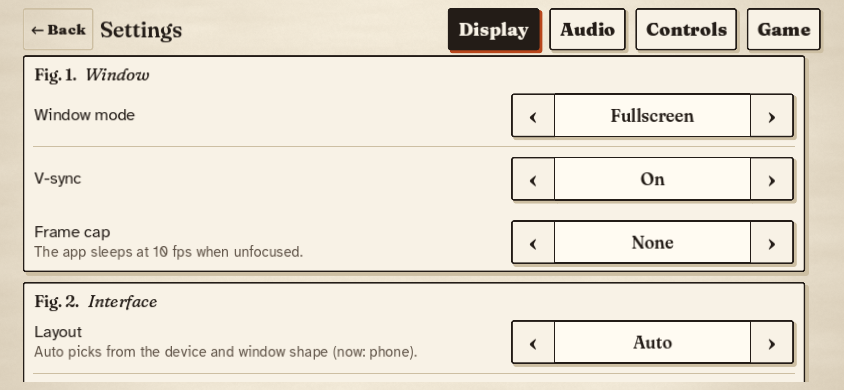 ← Back Settings Display Audio Controls Game
Fig. 1. Window
Window mode ‹ Fullscreen ›
V-sync ‹ On ›
Frame cap
The app sleeps at 10 fps when unfocused.
‹ None ›
Fig. 2. Interface
Layout
Auto picks from the device and window shape (now: phone).
‹ Auto ›